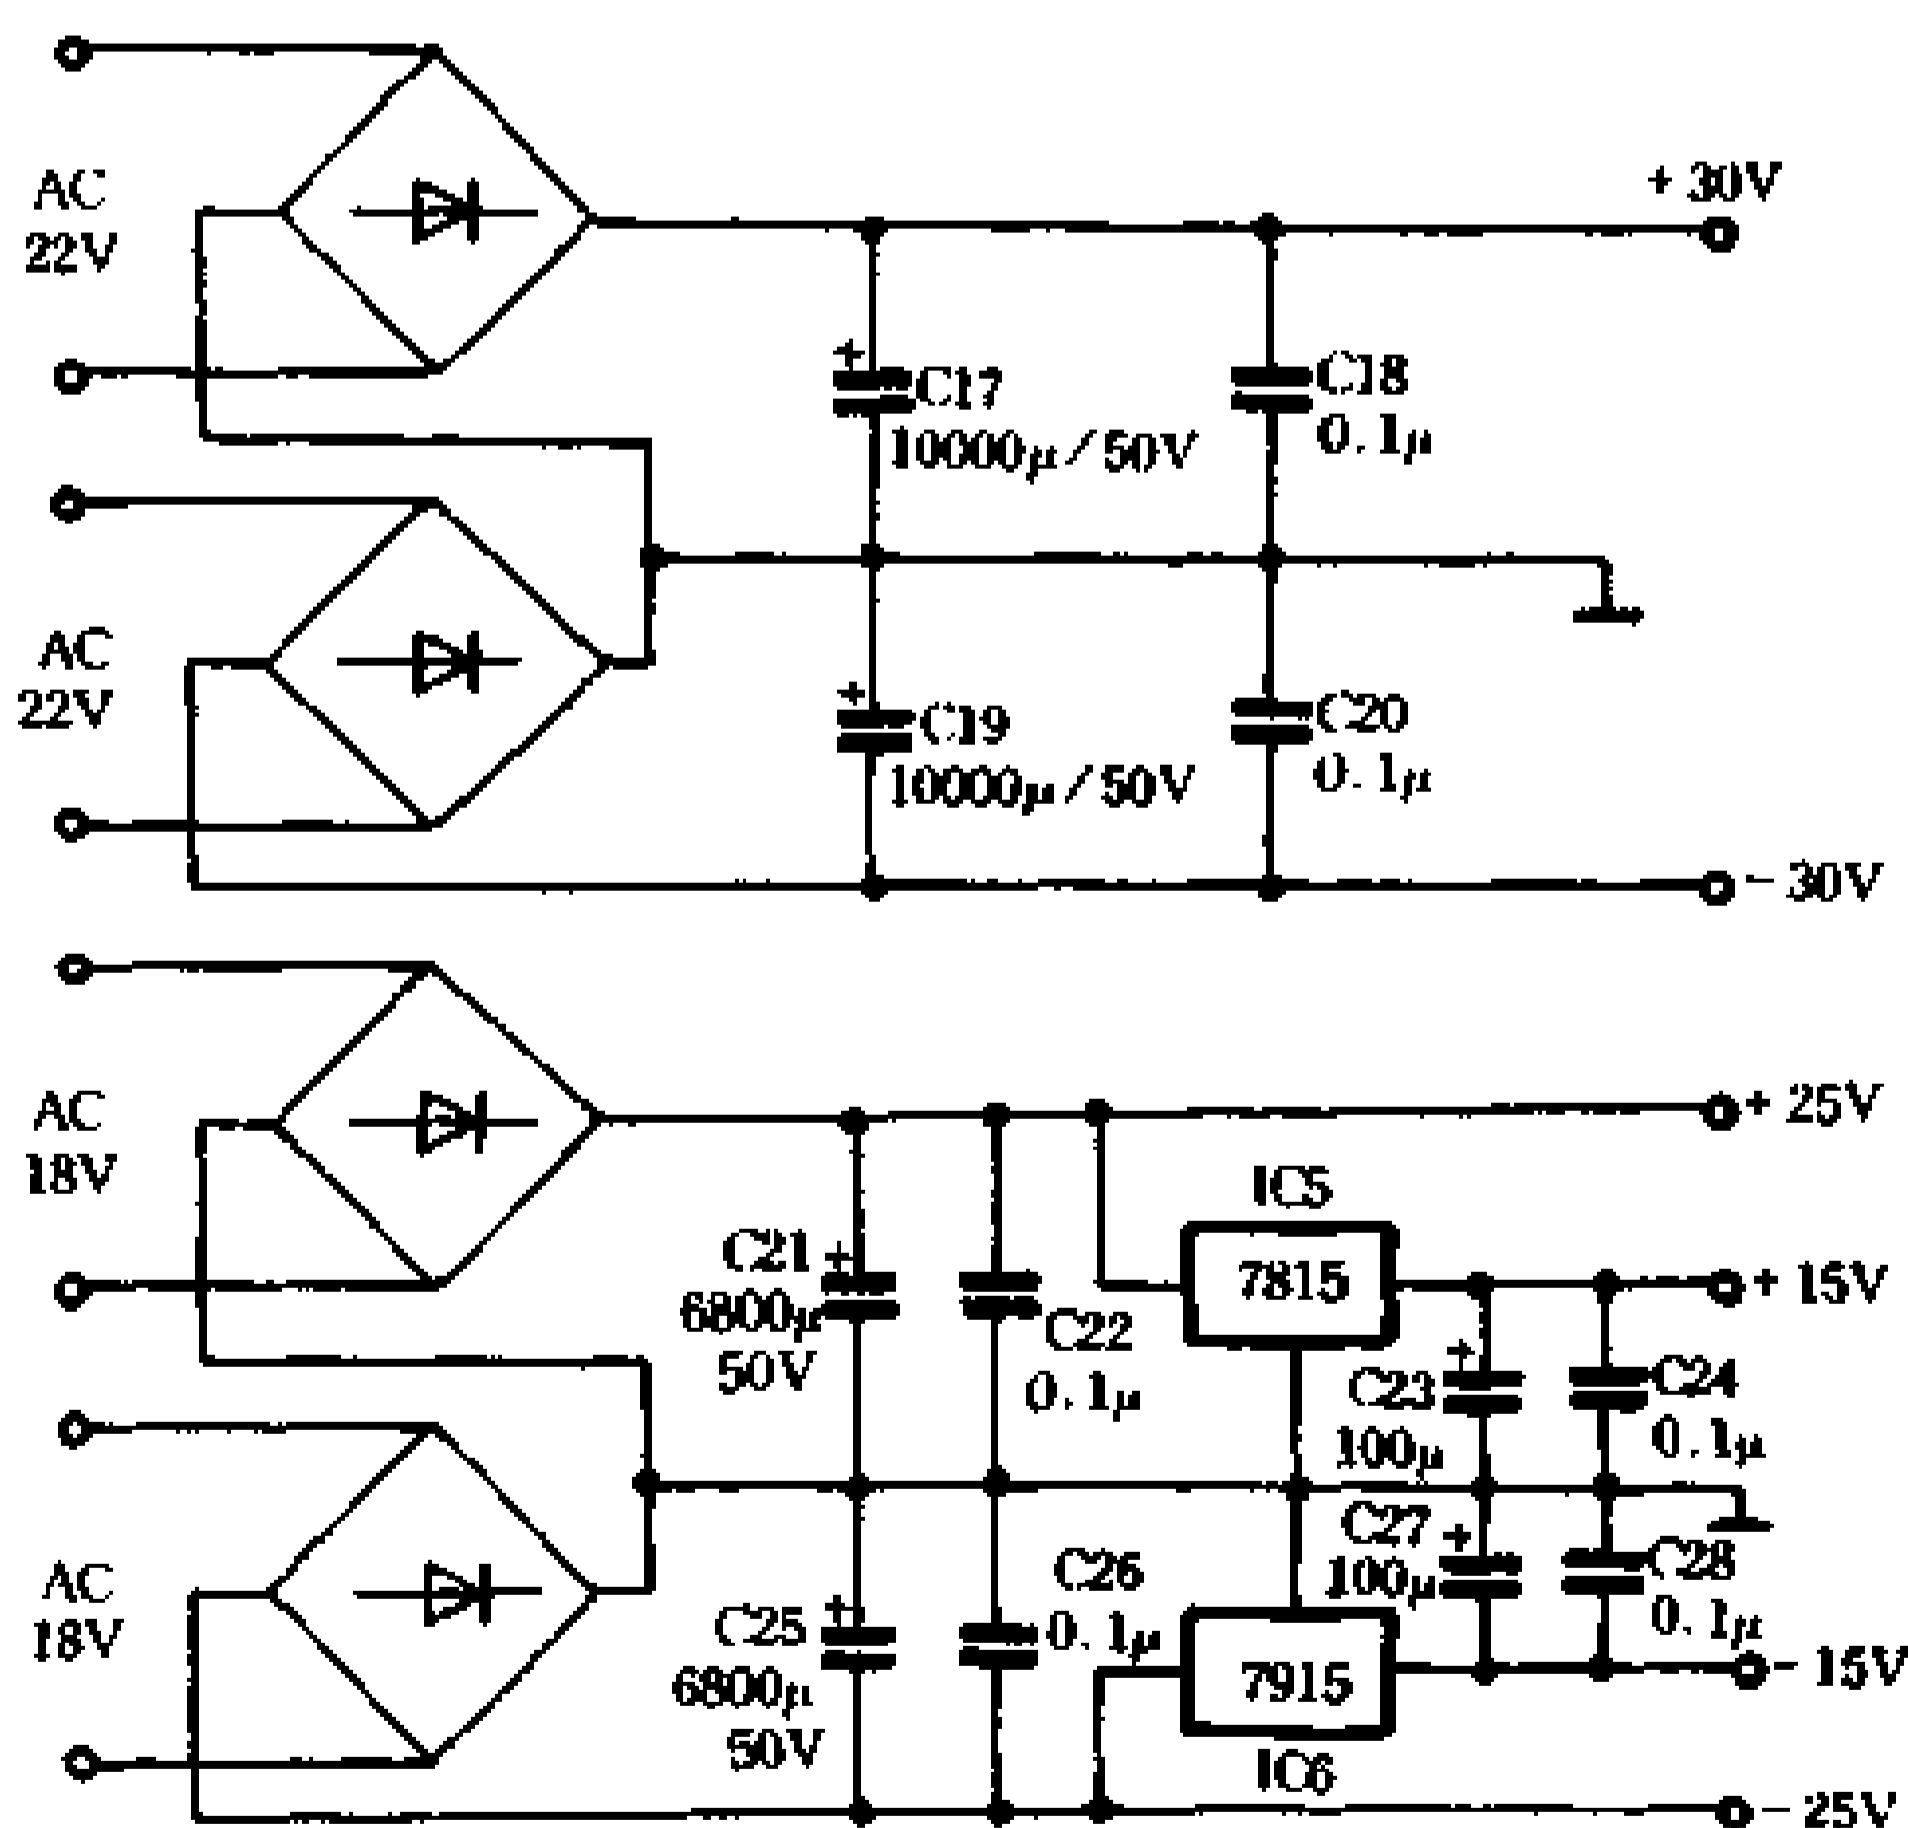 + 30V
AC
22V
C17
10000μ/50V
C18
0.1μ
AC
22V
C19
10000μ/50V
C20
0.1μ
- 30V
AC
18V
+ 25V
IC5
7815
+ 15V
C21
6800μ
50V
C22
0.1μ
C23
100μ
C24
0.1μ
AC
18V
C25
6800μ
50V
C26
0.1μ
C27
100μ
C28
0.1μ
7915
IC6
- 15V
- 25V